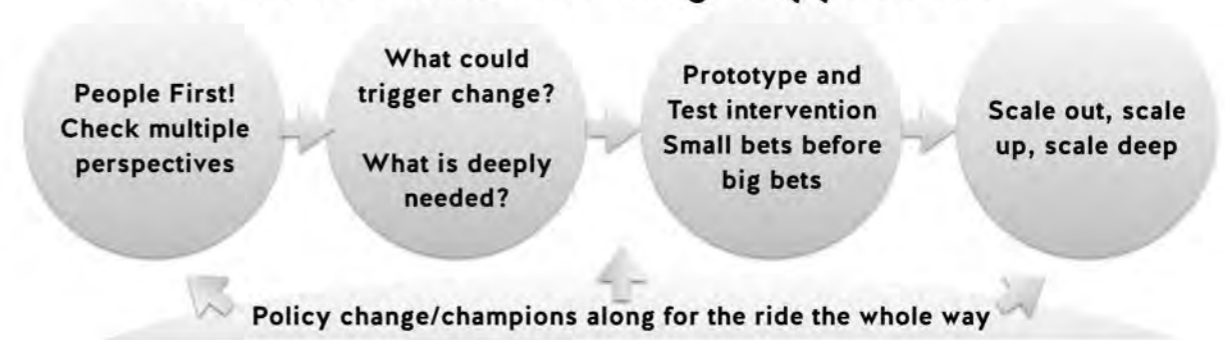 People First!
Check multiple
perspectives
What could
trigger change?
What is deeply
needed?
Prototype and
Test intervention
Small bets before
big bets
Scale out, scale
up, scale deep
Policy change/champions along for the ride the whole way